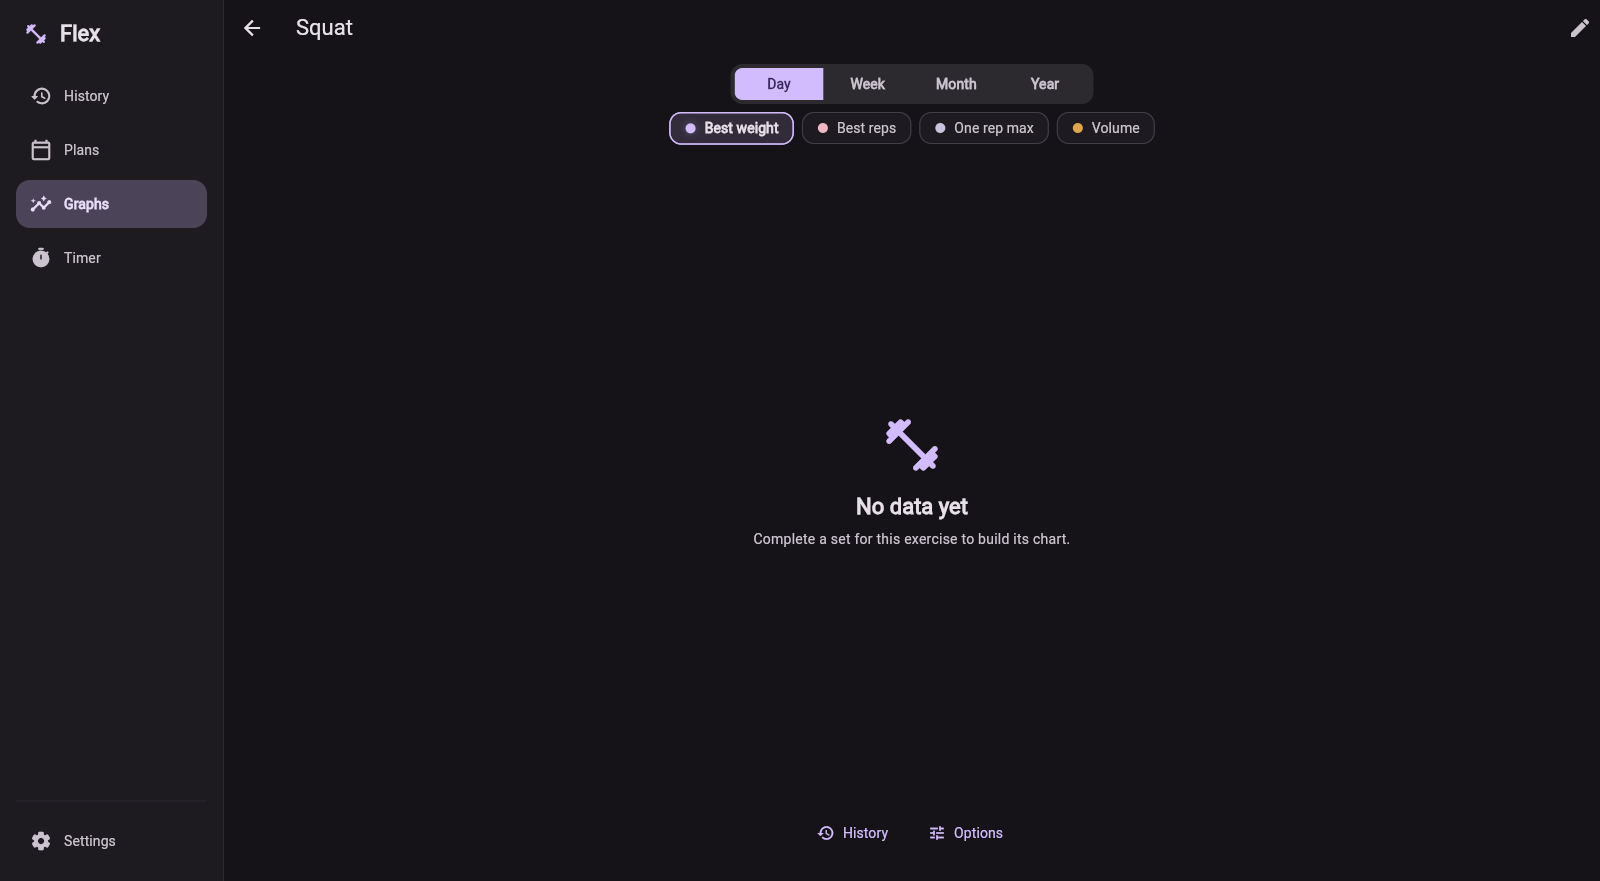 Flex
History
Plans
Graphs
Timer
Settings
Squat
Day Week Month Year
Best weight Best reps One rep max Volume
No data yet
Complete a set for this exercise to build its chart.
History Options